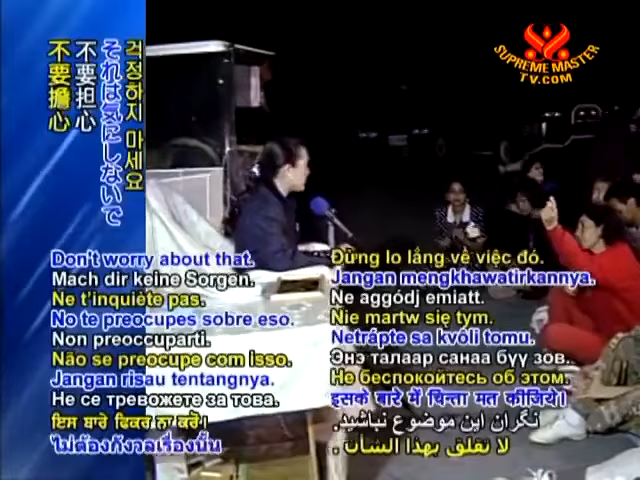 SUPREME MASTER
TV.COM
걱정하지 마세요
それは気にしないで
不要担心
不要擔心
Don't worry about that.
Mach dir keine Sorgen.
Ne t'inquiète pas.
No te preocupes sobre eso.
Non preoccuparti.
Não se preocupe com isso.
Jangan risau tentangnya.
Не се тревожете за това.
ਇਸ ਬਾਰੇ ਫਿਕਰ ਨਾ ਕਰੋ।
ไม่ต้องกังวลเรื่องนั้น
Đừng lo lắng về việc đó.
Jangan mengkhawatirkannya.
Ne aggódj emiatt.
Nie martw się tym.
Netrápte sa kvôli tomu.
Энэ талаар санаа бүү зов.
Не беспокойтесь об этом.
इसके बारे में चिन्ता मत कीजिये।
نگران این موضوع نباشید.
لا تقلق بهذا الشأن.
SUPREME MASTER
TV.COM